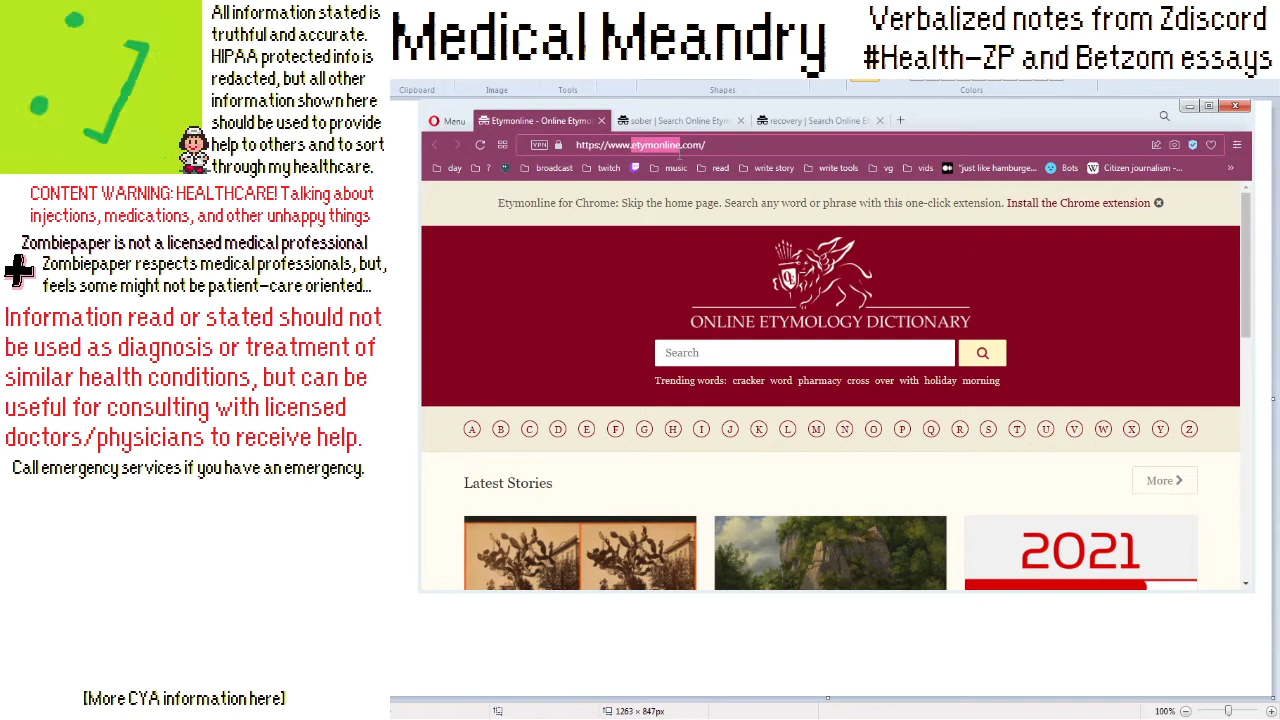 All information stated is
truthful and accurate.
HIPAA protected info is
redacted, but all other
information shown here
should be used to provide
help to others and to sort
through my healthcare.
CONTENT WARNING: HEALTHCARE! Talking about
injections, medications, and other unhappy things
Zombiepaper is not a licensed medical professional
Zombiepaper respects medical professionals, but,
feels some might not be patient-care oriented...
Information read or stated should not
be used as diagnosis or treatment of
similar health conditions, but can be
useful for consulting with licensed
doctors/physicians to receive help.
Call emergency services if you have an emergency.
[More CYA information here]
Medical Meandry
Verbalized notes from Zdiscord
#Health-ZP and Betzom essays
Clipboard Image Tools Shapes Colors
Menu Etymonline - Online Etymo sober | Search Online Etym recovery | Search Online Et
VPN https://www.etymonline.com/
day ? broadcast twitch music read write story write tools vg vids "just like hamburge... Bots Citizen journalism -...
Etymonline for Chrome: Skip the home page. Search any word or phrase with this one-click extension. Install the Chrome extension
ONLINE ETYMOLOGY DICTIONARY
Search
Trending words: cracker word pharmacy cross over with holiday morning
A B C D E F G H I J K L M N O P Q R S T U V W X Y Z
Latest Stories
More
2021
1263 × 847px
100%